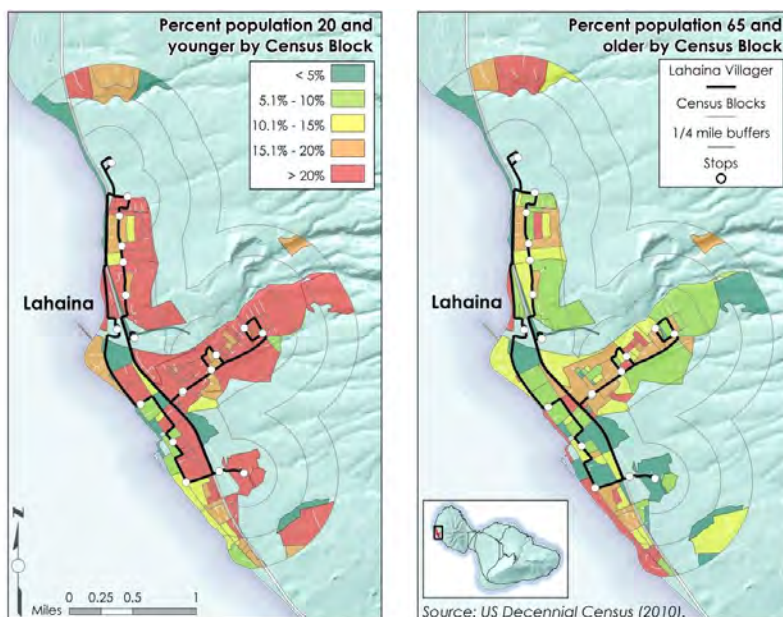 Percent population 20 and
younger by Census Block
< 5%
5.1% - 10%
10.1% - 15%
15.1% - 20%
> 20%
Lahaina
N
0 0.25 0.5 1
Miles
Percent population 65 and
older by Census Block
Lahaina Villager
Census Blocks
1/4 mile buffers
Stops
Lahaina
Source: US Decennial Census (2010).